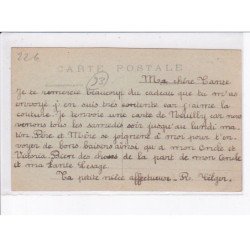 22-6
CARTE POSTALE
(93)
Ma chère Tante
Je te remercie beaucoup du cadeau que tu m'as
envoyé j'en suis très contente car j'aime la
couture. Je t'envoie une carte de Neuilly car nous
venons tous les samedis soir jusqu'au lundi ma-
tin Père et Mère se joignent à moi pour t'en-
voyer de bons baisers ainsi qu'à mon Oncle et
Victoria. Bien des choses de la part de mon Oncle
et ma tante Lesage.
Ta petite nièce affectueuse. R.